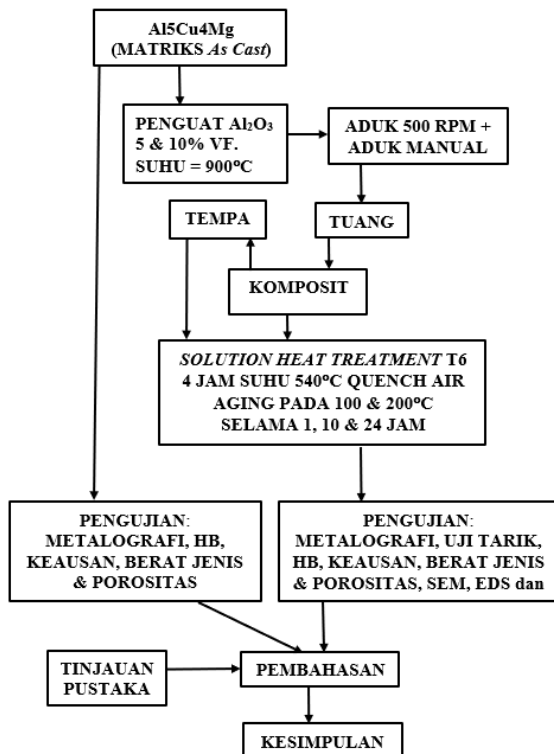 Al5Cu4Mg
(MATRIKS As Cast)
PENGUAT Al₂O₃
5 & 10% VF.
SUHU = 900°C
ADUK 500 RPM +
ADUK MANUAL
TEMPA
TUANG
KOMPOSIT
SOLUTION HEAT TREATMENT T6
4 JAM SUHU 540°C QUENCH AIR
AGING PADA 100 & 200°C
SELAMA 1, 10 & 24 JAM
PENGUJIAN:
METALOGRAFI, HB,
KEAUSAN, BERAT JENIS
& POROSITAS
PENGUJIAN:
METALOGRAFI, UJI TARIK,
HB, KEAUSAN, BERAT JENIS
& POROSITAS, SEM, EDS dan
TINJAUAN
PUSTAKA
PEMBAHASAN
KESIMPULAN